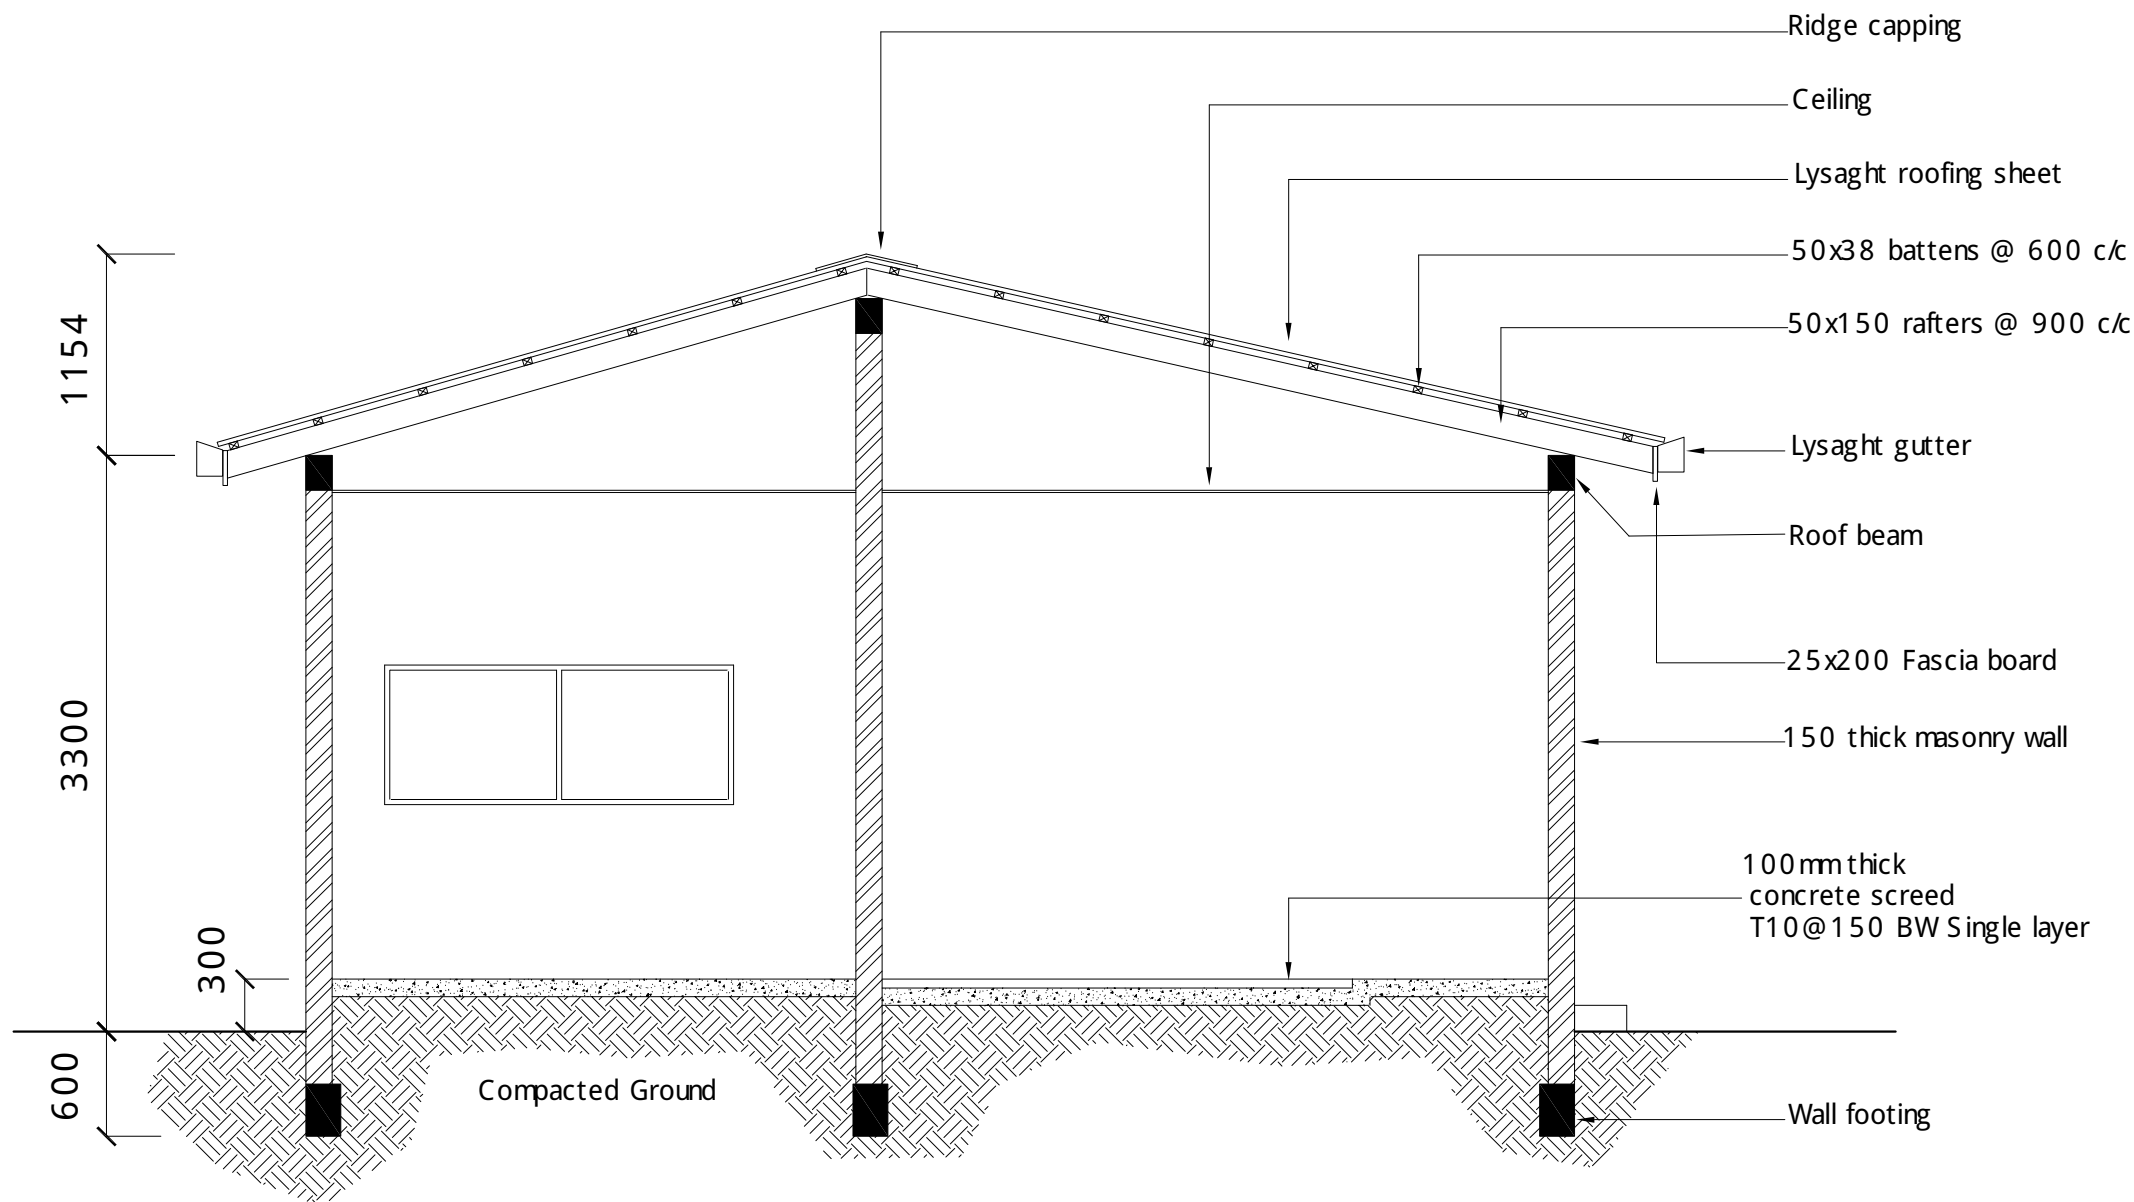 Ridge capping
Ceiling
Lysaght roofing sheet
50x38 battens @ 600 c/c
50x150 rafters @ 900 c/c
11154
Lysaght gutter
Roof beam
25x200 Fascia board
3300
150 thick masonry wall
100mm thick
concrete screed
T10@150 BW Single layer
300
600
Compacted Ground
Wall footing